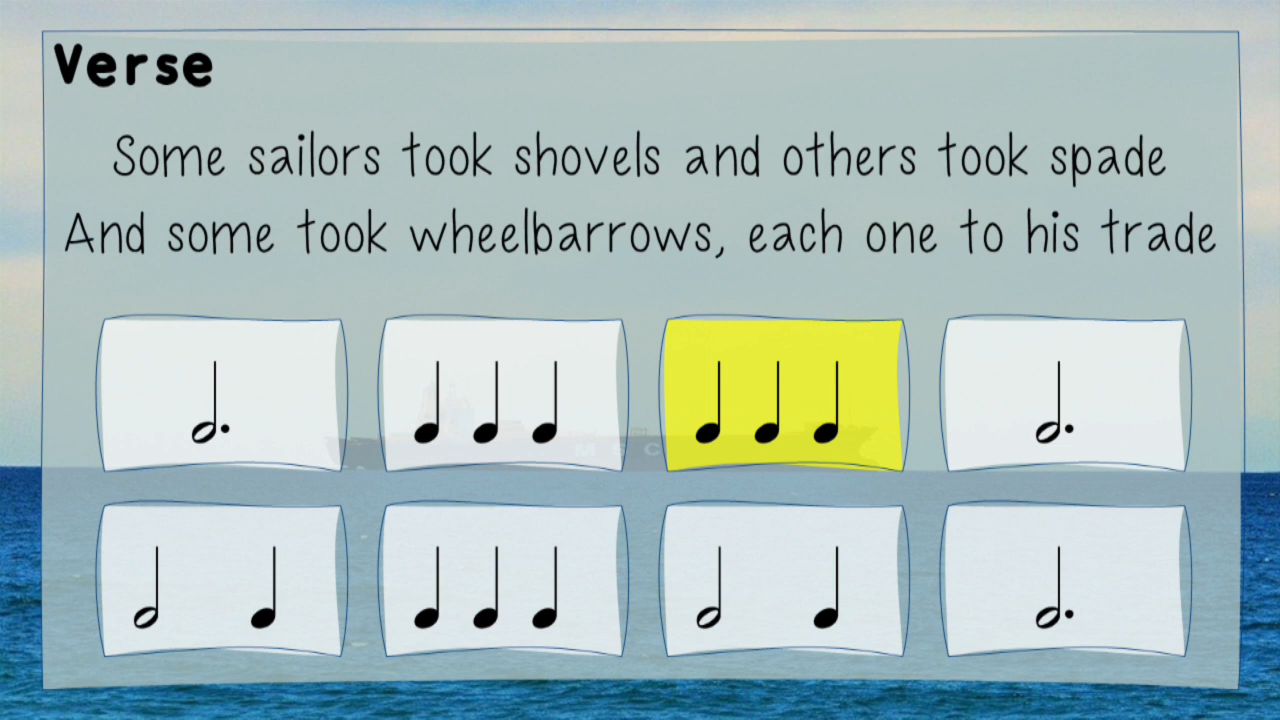 Verse
Some sailors took shovels and others took spade
And some took wheelbarrows, each one to his trade
M S C